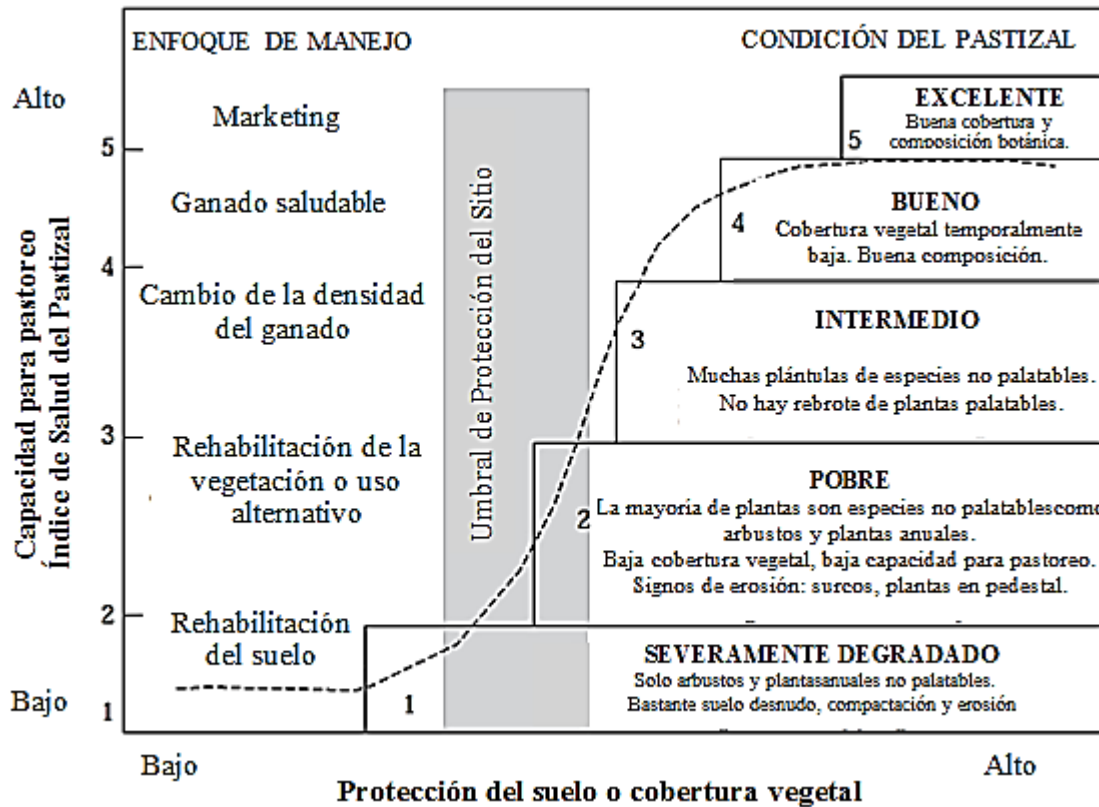 ENFOQUE DE MANEJO
CONDICIÓN DEL PASTIZAL
Alto
5
4
3
2
1
Bajo
Capacidad para pastoreo
Índice de Salud del Pastizal
Marketing
Ganado saludable
Cambio de la densidad
del ganado
Rehabilitación de la
vegetación o uso
alternativo
Rehabilitación
del suelo
Umbral de Protección del Sitio
5
EXCELENTE
Buena cobertura y
composición botánica.
4
BUENO
Cobertura vegetal temporalmente
baja. Buena composición.
3
INTERMEDIO
Muchas plántulas de especies no palatables.
No hay rebrote de plantas palatables.
2
POBRE
La mayoría de plantas son especies no palatablescomo
arbustos y plantas anuales.
Baja cobertura vegetal, baja capacidad para pastoreo.
Signos de erosión: surcos, plantas en pedestal.
1
SEVERAMENTE DEGRADADO
Solo arbustos y plantasanuales no palatables.
Bastante suelo desnudo, compactación y erosión
Bajo
Alto
Protección del suelo o cobertura vegetal